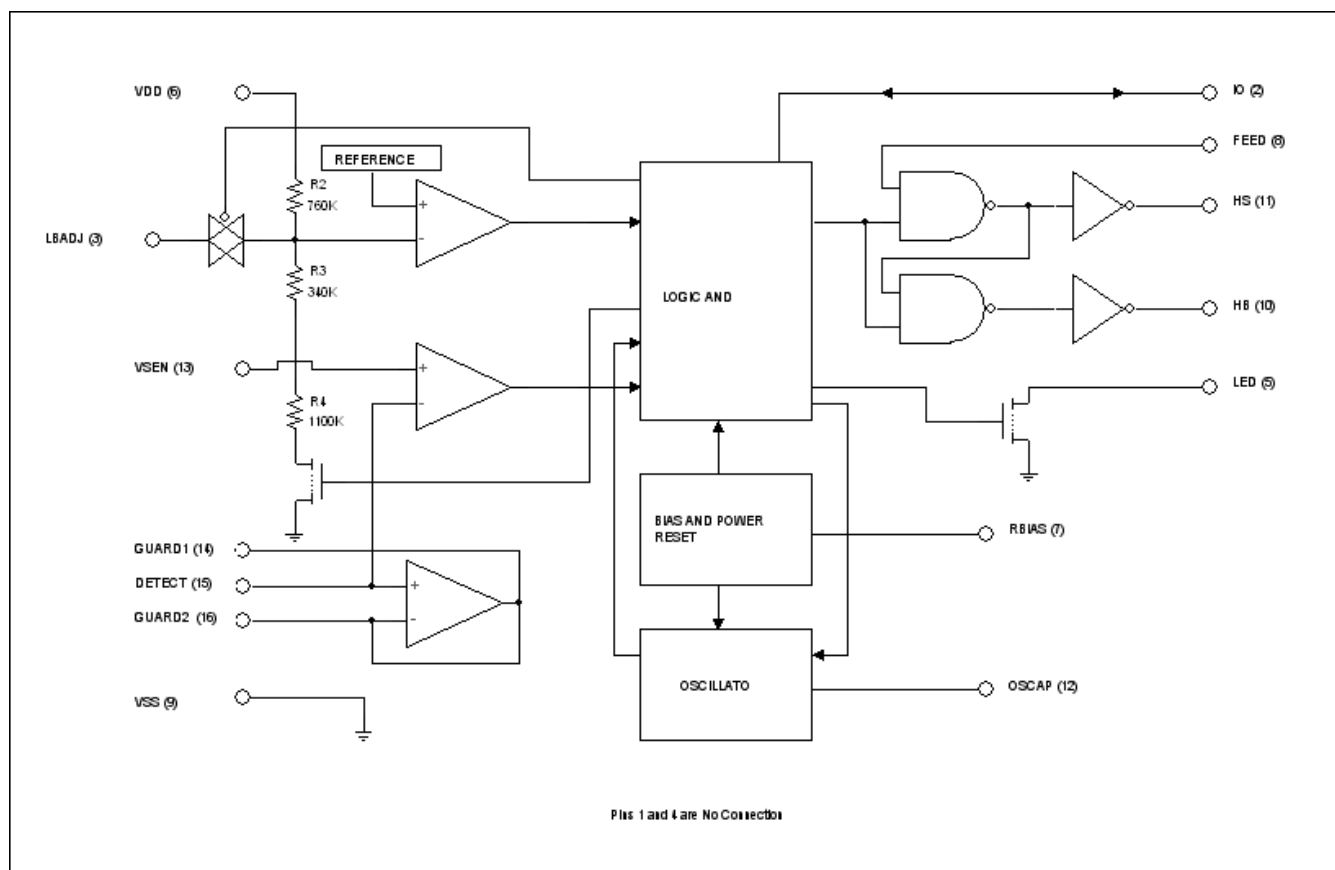 VDD (6)
IO (2)
FEED (8)
REFERENCE
R2
760K
+
HS (11)
LBADJ (3)
-
R3
340K
LOGIC AND
HB (10)
VSEN (13)
+
LED (5)
R4
1100K
-
BIAS AND POWER
RESET
RBIAS (7)
GUARD1 (14)
DETECT (15)
+
GUARD2 (16)
-
OSCILLATO
OSCAP (12)
VSS (9)
Pins 1 and 4 are No Connection